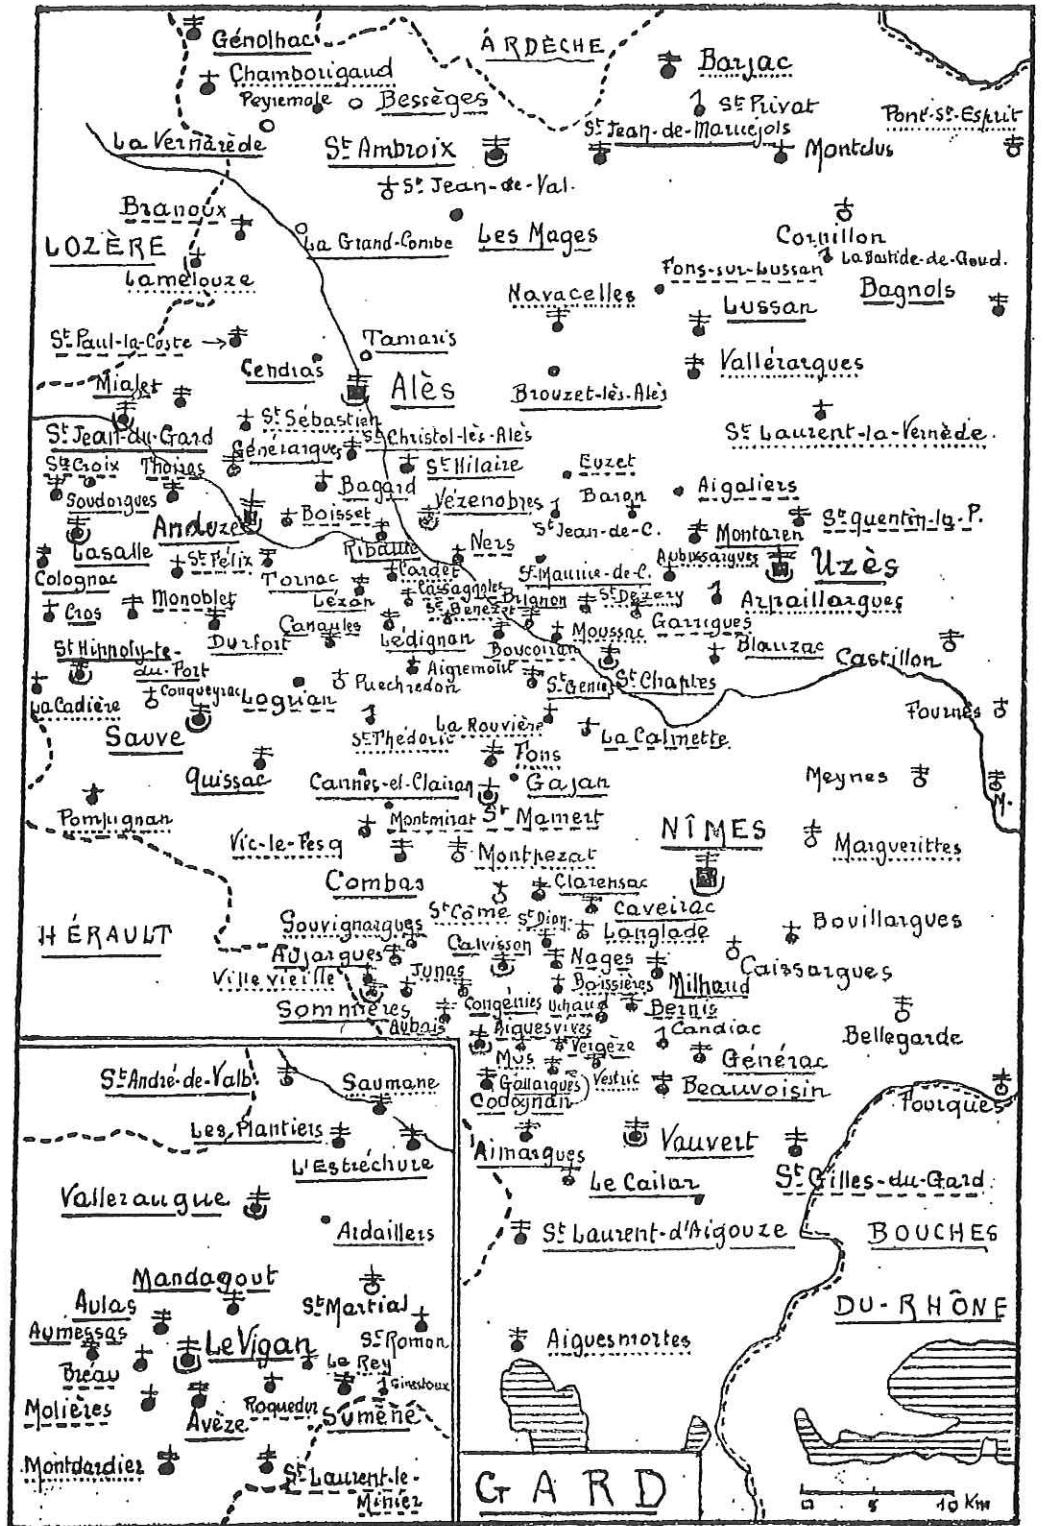 Génolhac
ÀRDÈCHE
Barjac
Chamborigaud
Peyremale
Bessèges
St Privat
Pont-St-Esprit
La Vernarède
St Ambroix
St Jean-de-Maruejols
Montclus
St Jean-de-Val.
Branoux
LOZÈRE
La Grand-Combe
Les Mages
Cornillon
La Bastide-de-Goud.
Lamelouze
Fons-sur-Lussan
Bagnols
Navacelles
Lussan
St Paul-la-Coste
Tamaris
Cendras
Vallérargues
Mialet
Alès
Brouzet-lès-Alès
St Sébastien
St Jean-du-Gard
St Christol-lès-Alès
St Laurent-la-Vernède
Générargues
Ste Croix
Thoiras
St Hilaire
Euzet
Bagard
Aigaliers
Soudorgues
Vézenobres
Baron
Boisset
St Quentin-la-P.
Anduze
St Jean-de-C.
Montaren
Lasalle
Ribaute
Ners
Uzès
St Félix
Aubussargues
Colognac
Tornac
Cardet
St Maurice-de-C.
Cassagnoles
Lézan
Brignon
St Dézery
Arpaillargues
Cros
Monoblet
St Bénézet
Canaules
Garrigues
Durfort
Lédignan
Moussac
Blauzac
St Hippolyte-
du-Fort
Boucoiran
Castillon
Aigremont
Conqueyrac
Puechredon
St Geniès
St Chaptes
La Cadière
Logrian
Fournès
Sauve
St Théodorit
La Rouvière
La Calmette
Fons
Quissac
Cannes-et-Clairan
Gajan
Meynes
M.
Pompignan
Montmirat
St Mamert
NÎMES
Vic-le-Fesq
Montpezat
Marguerittes
Combas
Clarensac
St Côme
St Dion.
Caveirac
HÉRAULT
Souvignargues
Langlade
Bouillargues
Aujargues
Calvisson
Nages
Caissargues
Villevieille
Junas
Boissières
Milhaud
Sommières
Congénies
Uchaud
Bernis
Aubais
Aiguesvives
Candiac
Bellegarde
Mus
Vergèze
Générac
St André-de-Valb.
Saumane
Gallargues
Vestric
Beauvoisin
Codognan
Fourques
Les Plantiers
Aimargues
Vauvert
L'Estréchure
Le Cailar
St Gilles-du-Gard
Valleraugue
Ardaillers
St Laurent-d'Aigouze
BOUCHES
Mandagout
DU-RHÔNE
Aulas
St Martial
Aumessas
Le Vigan
St Roman
Aiguesmortes
Bréau
Le Rey
Ginestoux
Molières
Roquedur
Sumène
Avèze
Montdardier
St Laurent-le-
Minier
GARD
0 5 10 Km